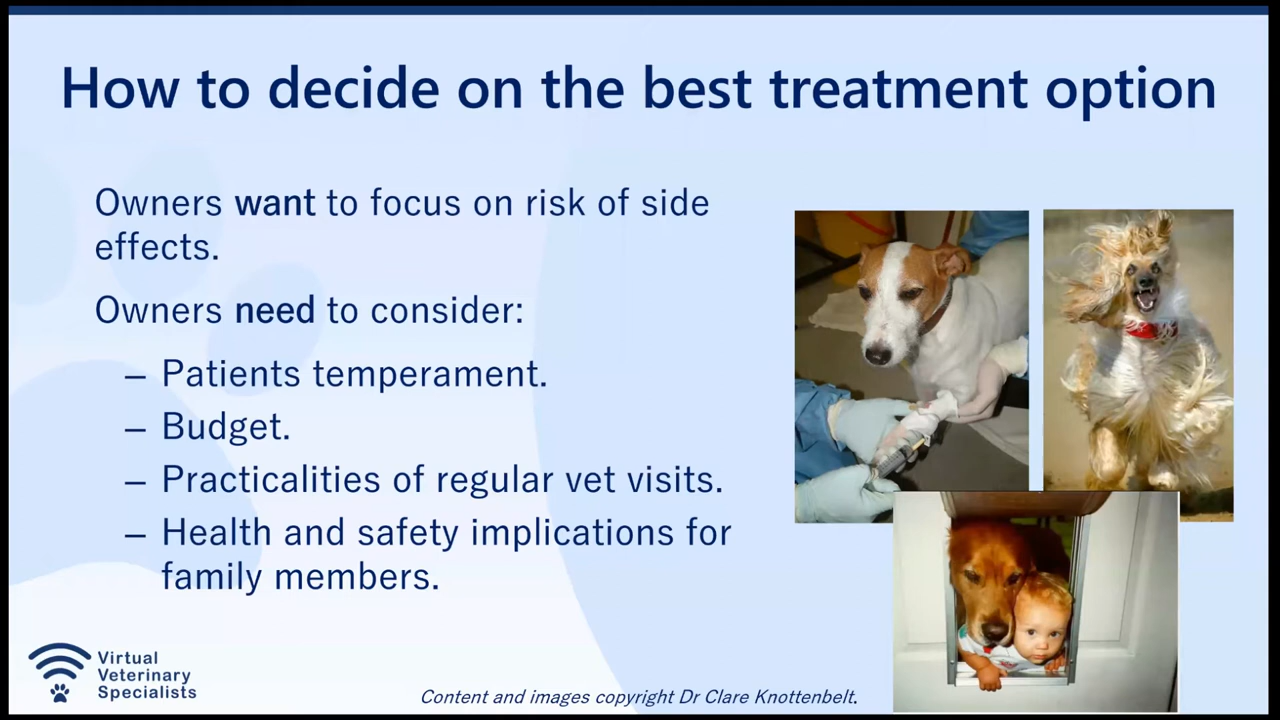 How to decide on the best treatment option
Owners want to focus on risk of side
effects.
Owners need to consider:
– Patients temperament.
– Budget.
– Practicalities of regular vet visits.
– Health and safety implications for
family members.
Virtual
Veterinary
Specialists
Content and images copyright Dr Clare Knottenbelt.